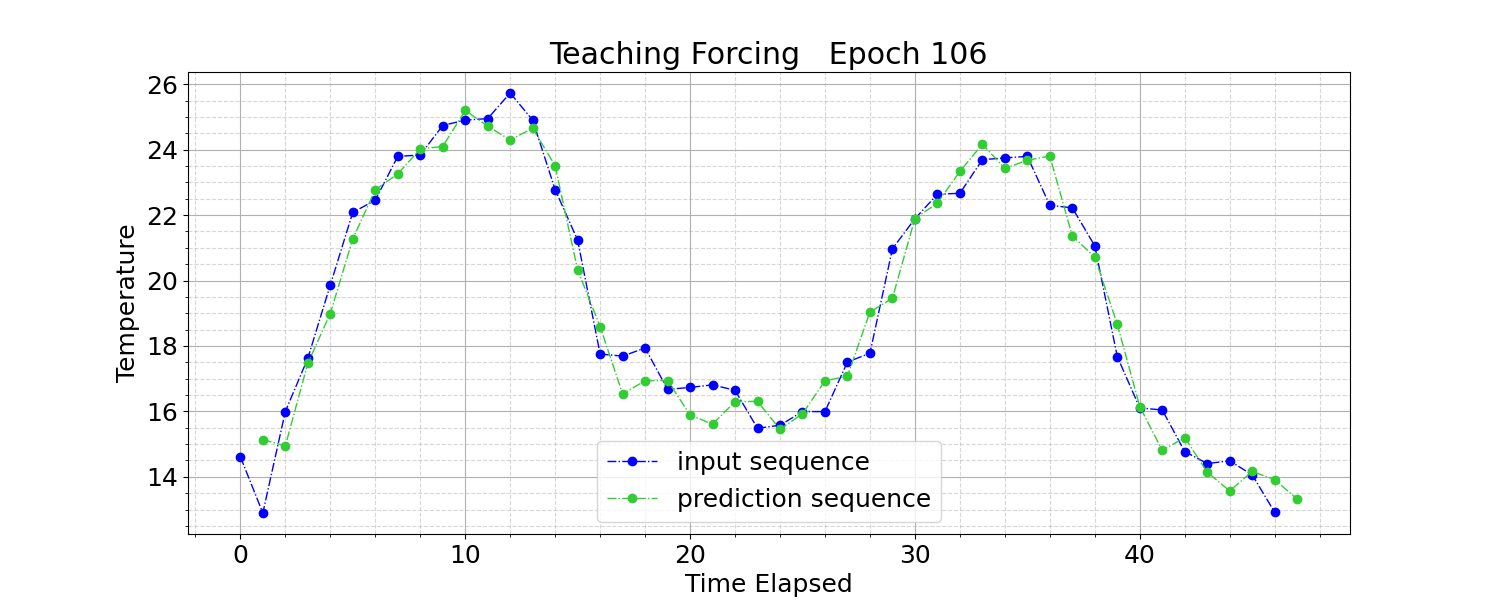 Teaching Forcing   Epoch 106
26
24
22
20
18
16
14
Temperature
input sequence
prediction sequence
0 10 20 30 40
Time Elapsed